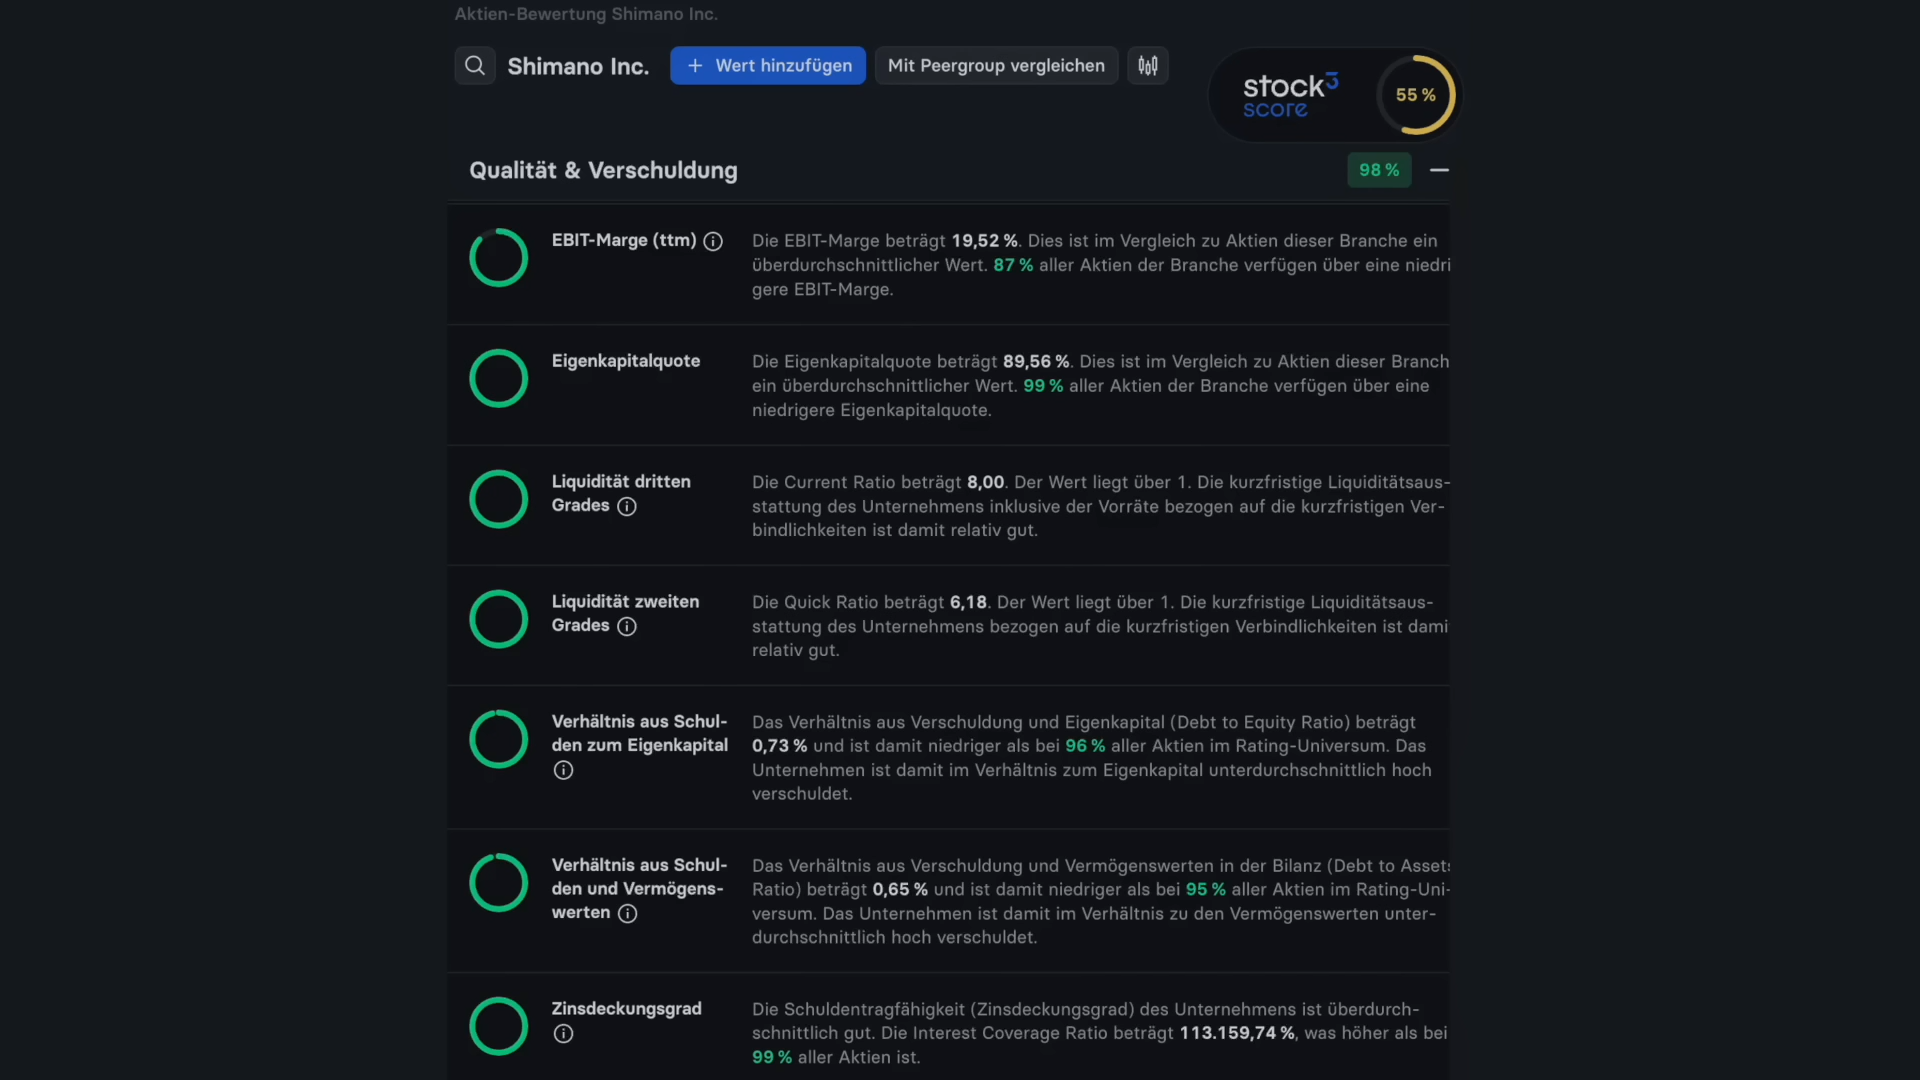 Aktien-Bewertung Shimano Inc.
Shimano Inc.
+ Wert hinzufügen
Mit Peergroup vergleichen
stock3
score
55 %
Qualität & Verschuldung
98 %
EBIT-Marge (ttm)
Die EBIT-Marge beträgt 19,52 %. Dies ist im Vergleich zu Aktien dieser Branche ein
überdurchschnittlicher Wert. 87 % aller Aktien der Branche verfügen über eine niedri
gere EBIT-Marge.
Eigenkapitalquote
Die Eigenkapitalquote beträgt 89,56 %. Dies ist im Vergleich zu Aktien dieser Branch
ein überdurchschnittlicher Wert. 99 % aller Aktien der Branche verfügen über eine
niedrigere Eigenkapitalquote.
Liquidität dritten
Grades
Die Current Ratio beträgt 8,00. Der Wert liegt über 1. Die kurzfristige Liquiditätsaus-
stattung des Unternehmens inklusive der Vorräte bezogen auf die kurzfristigen Ver-
bindlichkeiten ist damit relativ gut.
Liquidität zweiten
Grades
Die Quick Ratio beträgt 6,18. Der Wert liegt über 1. Die kurzfristige Liquiditätsaus-
stattung des Unternehmens bezogen auf die kurzfristigen Verbindlichkeiten ist dami
relativ gut.
Verhältnis aus Schul-
den zum Eigenkapital
Das Verhältnis aus Verschuldung und Eigenkapital (Debt to Equity Ratio) beträgt
0,73 % und ist damit niedriger als bei 96 % aller Aktien im Rating-Universum. Das
Unternehmen ist damit im Verhältnis zum Eigenkapital unterdurchschnittlich hoch
verschuldet.
Verhältnis aus Schul-
den und Vermögens-
werten
Das Verhältnis aus Verschuldung und Vermögenswerten in der Bilanz (Debt to Assets
Ratio) beträgt 0,65 % und ist damit niedriger als bei 95 % aller Aktien im Rating-Uni-
versum. Das Unternehmen ist damit im Verhältnis zu den Vermögenswerten unter-
durchschnittlich hoch verschuldet.
Zinsdeckungsgrad
Die Schuldentragfähigkeit (Zinsdeckungsgrad) des Unternehmens ist überdurch-
schnittlich gut. Die Interest Coverage Ratio beträgt 113.159,74 %, was höher als bei
99 % aller Aktien ist.